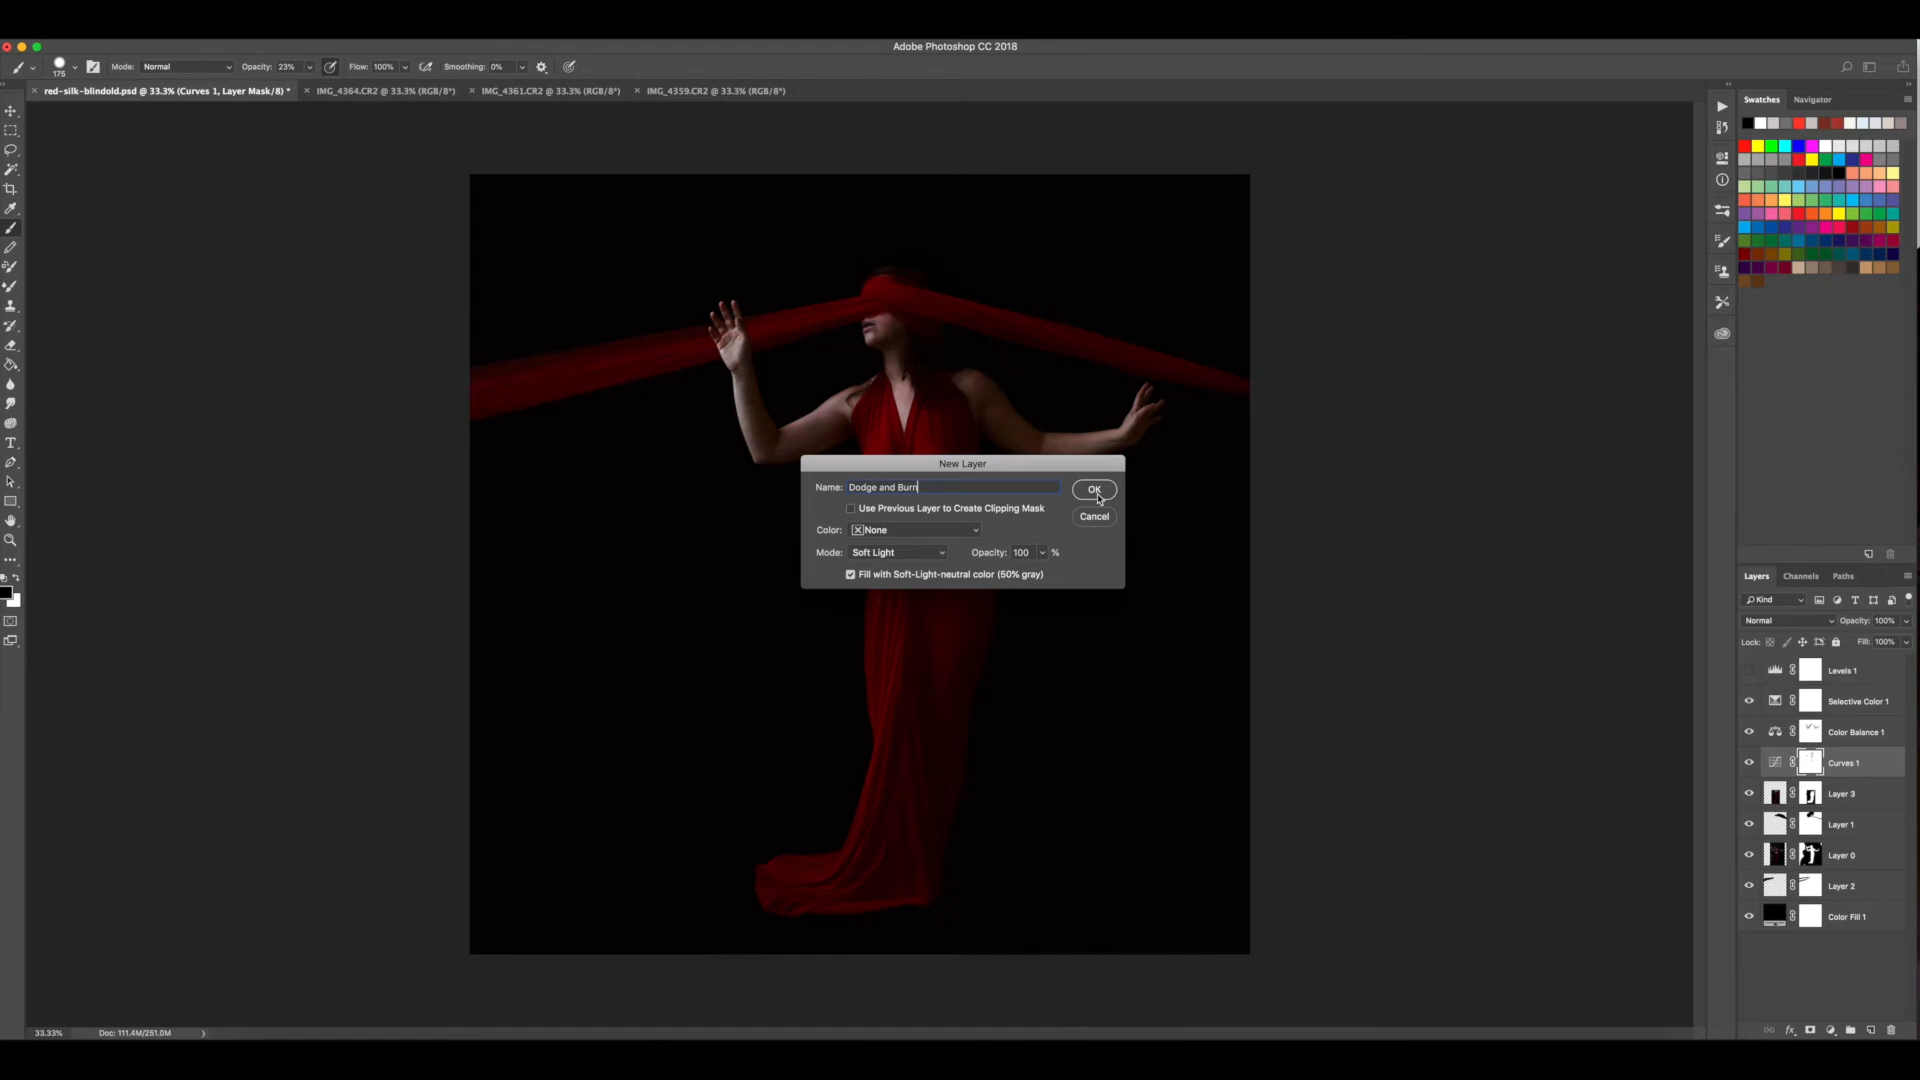 Adobe Photoshop CC 2018
175 Mode: Normal Opacity: 23% Flow: 100% Smoothing: 0%
red-silk-blindold.psd @ 33.3% (Curves 1, Layer Mask/8) * IMG_4364.CR2 @ 33.3% (RGB/8*) IMG_4361.CR2 @ 33.3% (RGB/8*) IMG_4359.CR2 @ 33.3% (RGB/8*)
Swatches Navigator
New Layer
Name: Dodge and Burn OK
Use Previous Layer to Create Clipping Mask
Cancel
Color: None
Mode: Soft Light Opacity: 100 %
Fill with Soft-Light-neutral color (50% gray)
Layers Channels Paths
Kind
Normal Opacity: 100%
Lock: Fill: 100%
Levels 1
Selective Color 1
Color Balance 1
Curves 1
Layer 3
Layer 1
Layer 0
Layer 2
Color Fill 1
33.33% Doc: 111.4M/251.0M